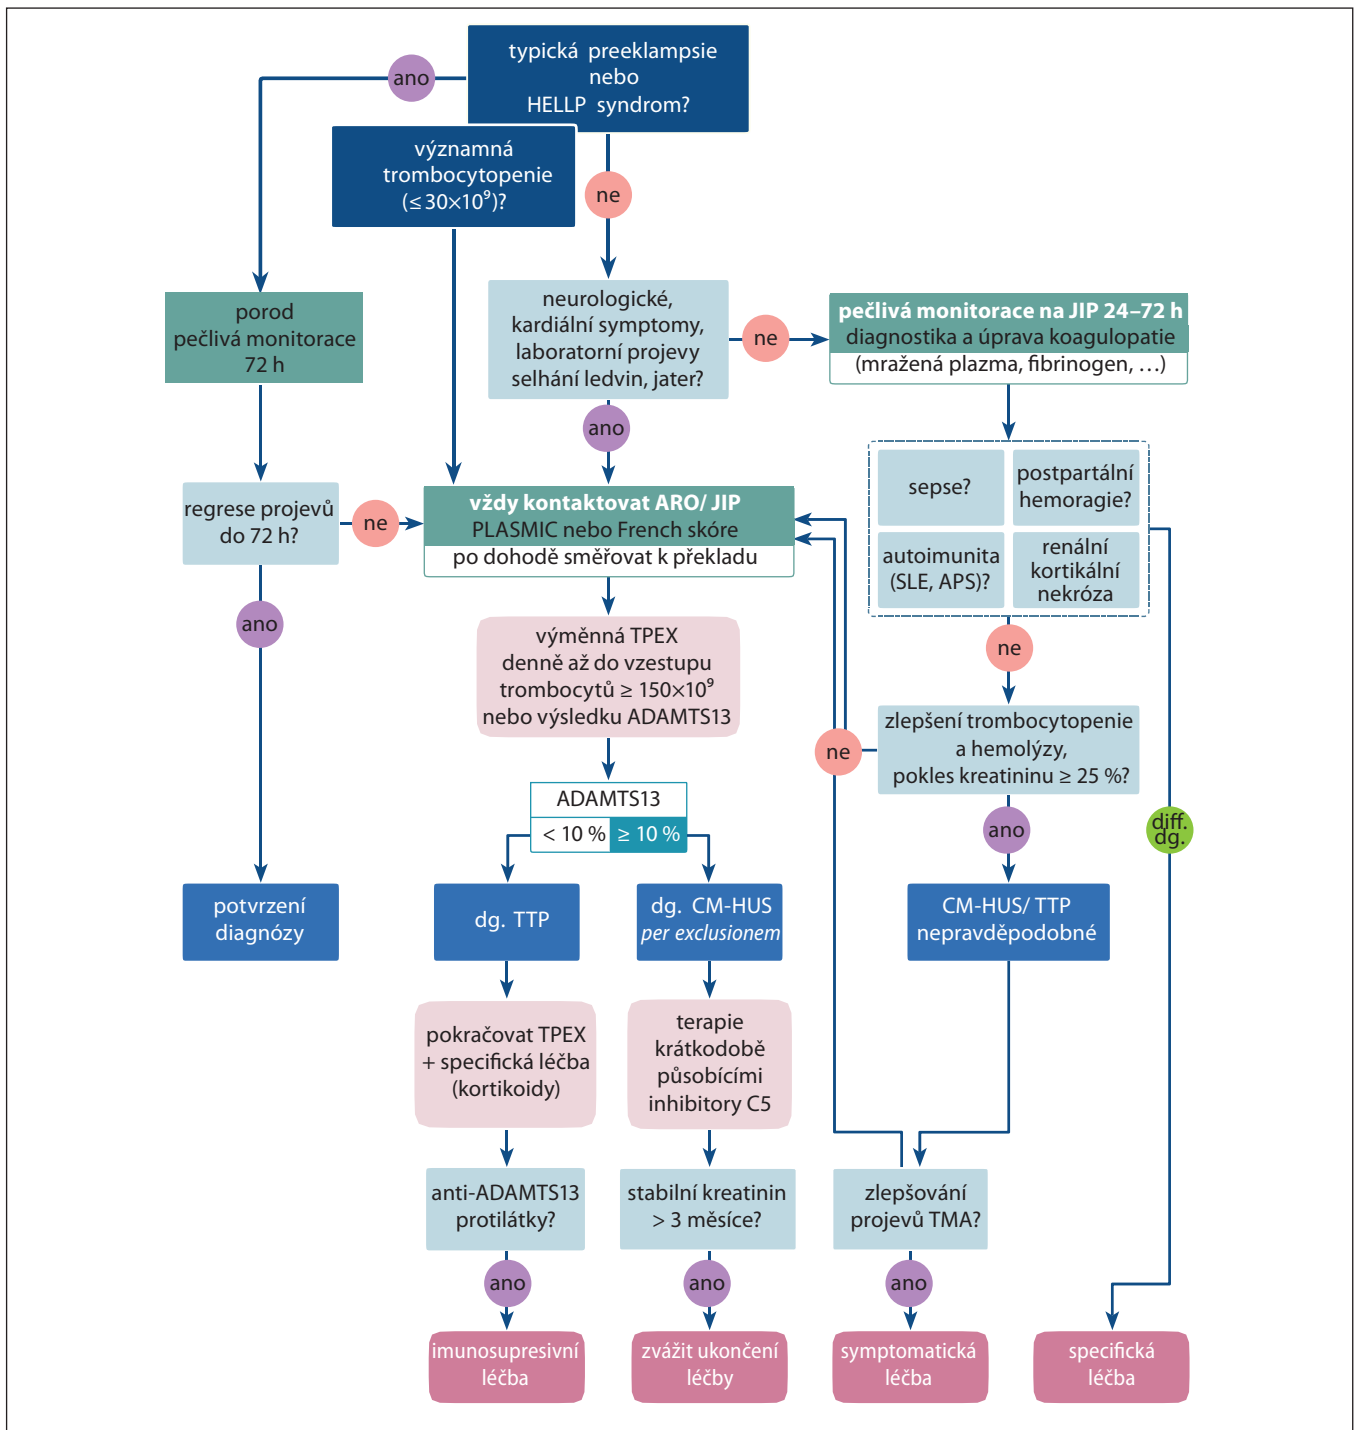 typická preeklampsie
nebo
HELLP syndrom?
ano
významná
trombocytopenie
(≤ 30×10⁹)?
ne
porod
pečlivá monitorace
72 h
neurologické,
kardiální symptomy,
laboratorní projevy
selhání ledvin, jater?
ne
pečlivá monitorace na JIP 24–72 h
diagnostika a úprava koagulopatie
(mražená plazma, fibrinogen, …)
ano
sepse?
postpartální
hemoragie?
autoimunita
(SLE, APS)?
renální
kortikální
nekróza
regrese projevů
do 72 h?
ne
vždy kontaktovat ARO/ JIP
PLASMIC nebo French skóre
po dohodě směřovat k překladu
ano
výměnná TPEX
denně až do vzestupu
trombocytů ≥ 150×10⁹
nebo výsledku ADAMTS13
ne
zlepšení trombocytopenie
a hemolýzy,
pokles kreatininu ≥ 25 %?
ne
ADAMTS13
< 10 % ≥ 10 %
ano
diff.
dg.
potvrzení
diagnózy
dg. TTP
dg. CM-HUS
per exclusionem
CM-HUS/ TTP
nepravděpodobné
pokračovat TPEX
+ specifická léčba
(kortikoidy)
terapie
krátkodobě
působícími
inhibitory C5
anti-ADAMTS13
protilátky?
stabilní kreatinin
> 3 měsíce?
zlepšování
projevů TMA?
ano
ano
ano
imunosupresivní
léčba
zvážit ukončení
léčby
symptomatická
léčba
specifická
léčba